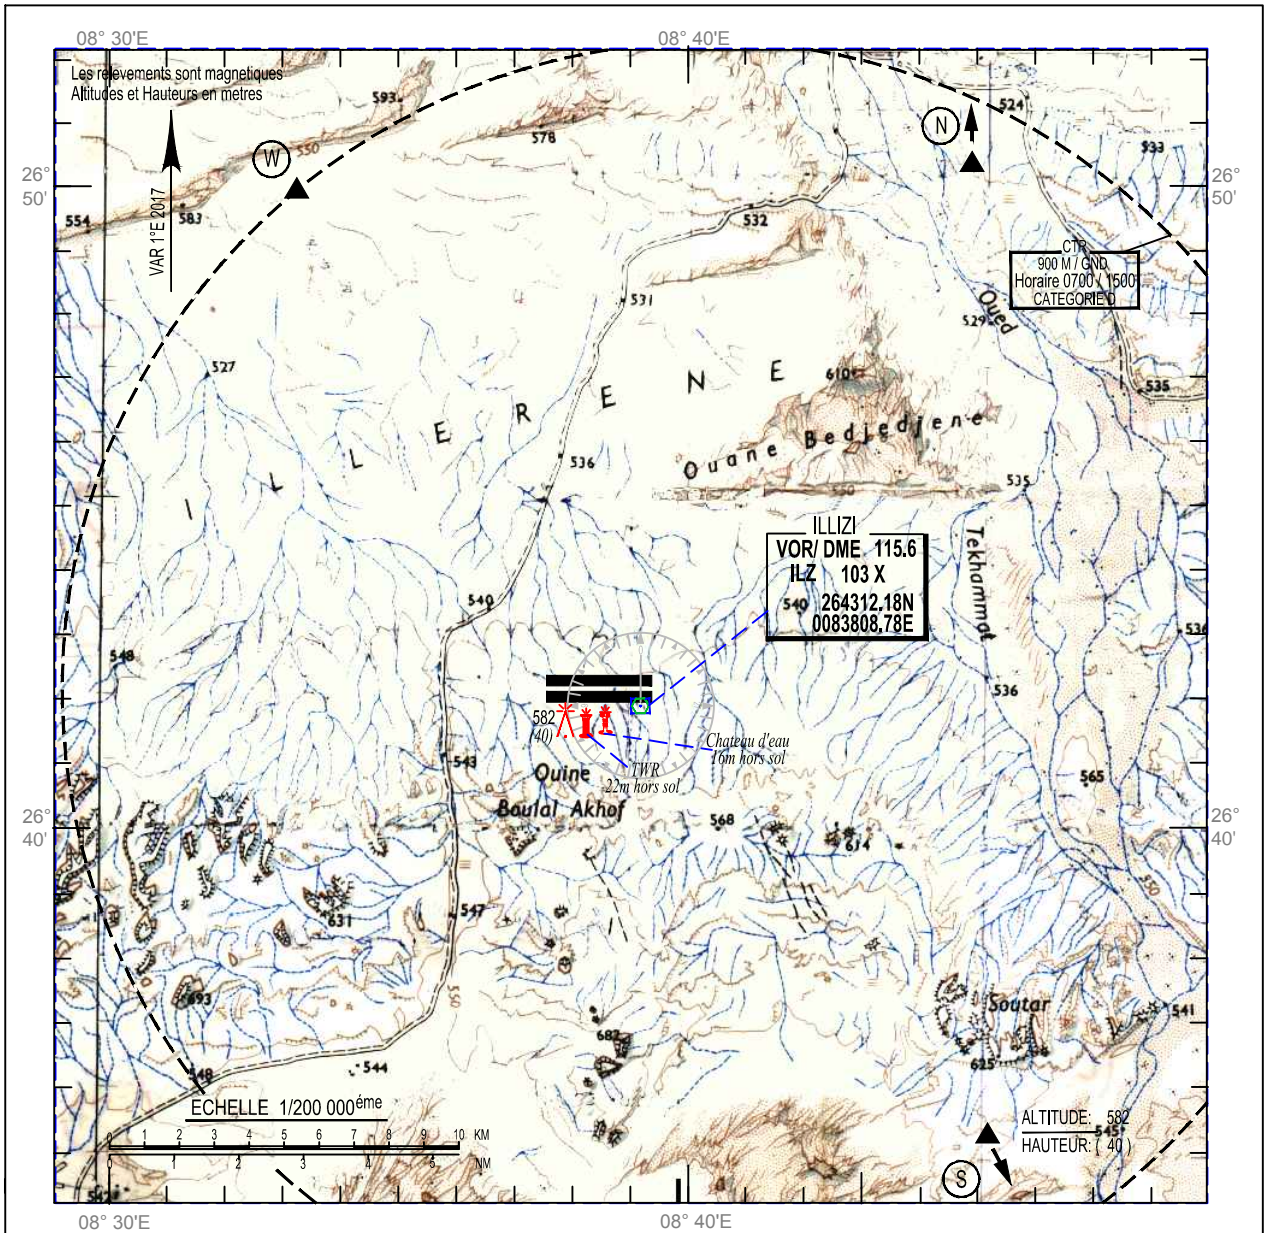 08° 30'E
08° 40'E
Les relevements sont magnetiques
Altitudes et Hauteurs en metres
593
578
524
N
533
W
550
26°
50'
26°
50'
VAR 1°E 2017
554
583
532
CTR
900 M / GND
Horaire 0700 / 1500
CATEGORIE D
531
Oued
529
527
610
535
ILLERENE
Ouane Bedjedjene
536
550
535
ILLIZI
VOR/ DME 115.6
ILZ 103 X
540 264312.18N
0083808.78E
Tekhammat
540
536
548
536
582
(40)
Chateau d'eau
16m hors sol
TWR
22m hors sol
543
Ouine
Boulal Akhof
565
26°
40'
26°
40'
568
614
550
631
547
693
550
682
Soutar
541
625
548
544
ECHELLE 1/200 000éme
0 1 2 3 4 5 6 7 8 9 10 KM
0 1 2 3 4 5 NM
ALTITUDE: 582
545
HAUTEUR: ( 40 )
S
542
08° 30'E
08° 40'E